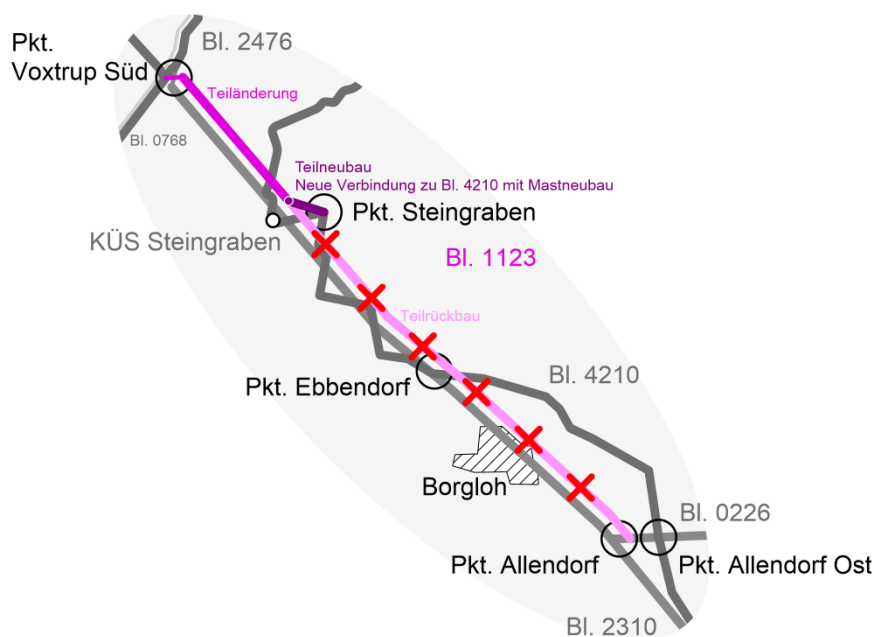 Pkt.
Voxtrup Süd
Bl. 2476
Teiländerung
Bl. 0768
Teilneubau
Neue Verbindung zu Bl. 4210 mit Mastneubau
Pkt. Steingraben
KÜS Steingraben
Bl. 1123
Teilrückbau
Pkt. Ebbendorf
Bl. 4210
Borgloh
Bl. 0226
Pkt. Allendorf
Pkt. Allendorf Ost
Bl. 2310